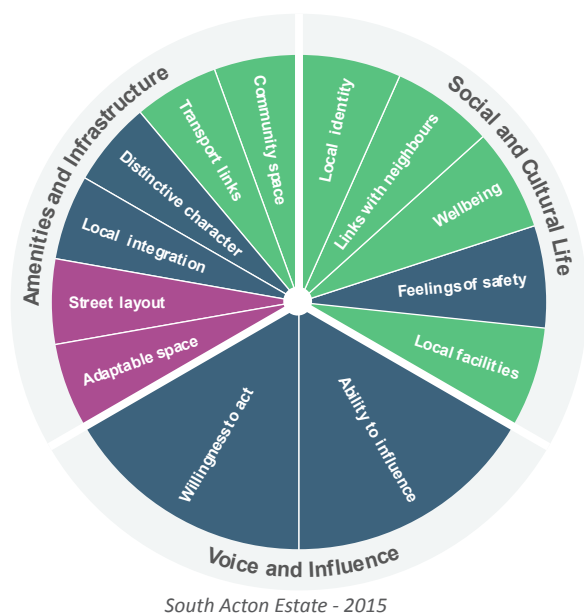 Amenities and Infrastructure
Social and Cultural Life
Voice and Influence
Community space
Transport links
Distinctive character
Local integration
Street layout
Adaptable space
Local identity
Links with neighbours
Wellbeing
Feelings of safety
Local facilities
Willingness to act
Ability to influence
South Acton Estate - 2015